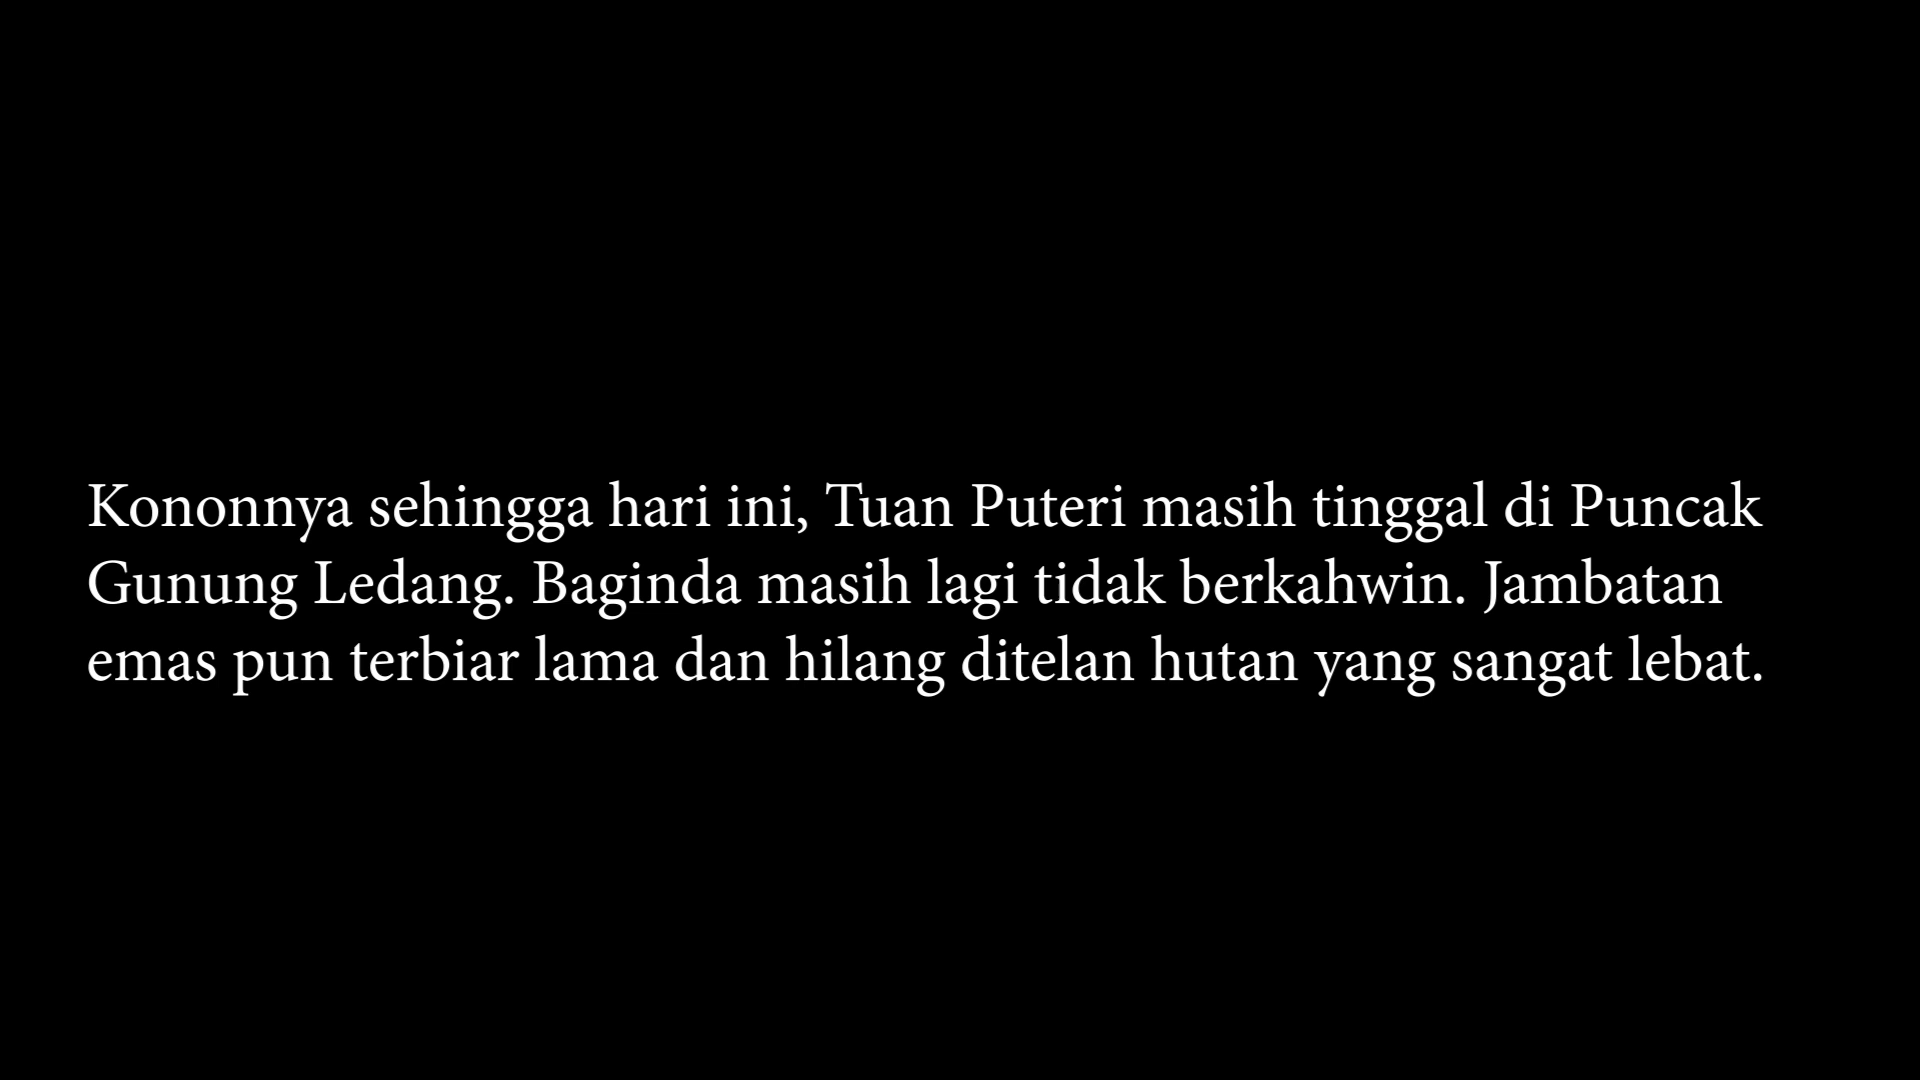 Kononnya sehingga hari ini, Tuan Puteri masih tinggal di Puncak
Gunung Ledang. Baginda masih lagi tidak berkahwin. Jambatan
emas pun terbiar lama dan hilang ditelan hutan yang sangat lebat.